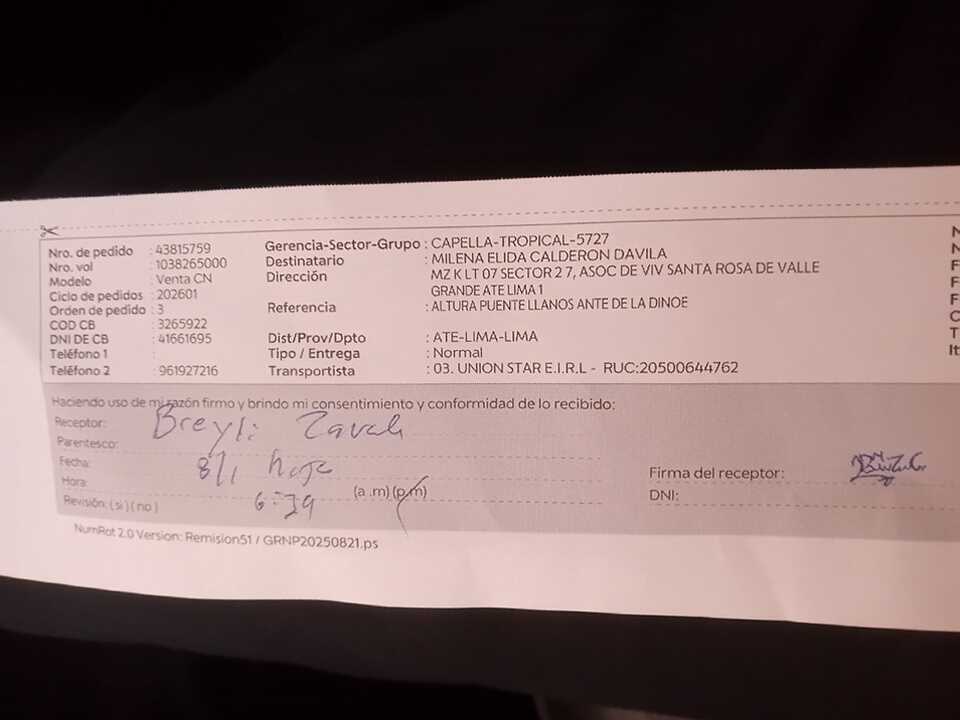 Nro. de pedido : 43815759
Nro. vol : 1038265000
Modelo : Venta CN
Ciclo de pedidos : 202601
Orden de pedido : 3
COD CB : 3265922
DNI DE CB : 41661695
Teléfono 1 :
Teléfono 2 : 961927216
Gerencia-Sector-Grupo : CAPELLA-TROPICAL-5727
Destinatario : MILENA ELIDA CALDERON DAVILA
Dirección MZ K LT 07 SECTOR 2 7, ASOC DE VIV SANTA ROSA DE VALLE
GRANDE ATE LIMA 1
Referencia : ALTURA PUENTE LLANOS ANTE DE LA DINOE
Dist/Prov/Dpto : ATE-LIMA-LIMA
Tipo / Entrega : Normal
Transportista : 03. UNION STAR E.I.R.L - RUC:20500644762
Haciendo uso de mi razón firmo y brindo mi consentimiento y conformidad de lo recibido:
Receptor: Breyli
Parentesco:
Fecha: 8/1
Hora: (a .m) (p.m)
Revisión: ( si ) ( no )
Firma del receptor:
DNI:
NumRot 2.0 Version: Remision51 / GRNP20250821.ps